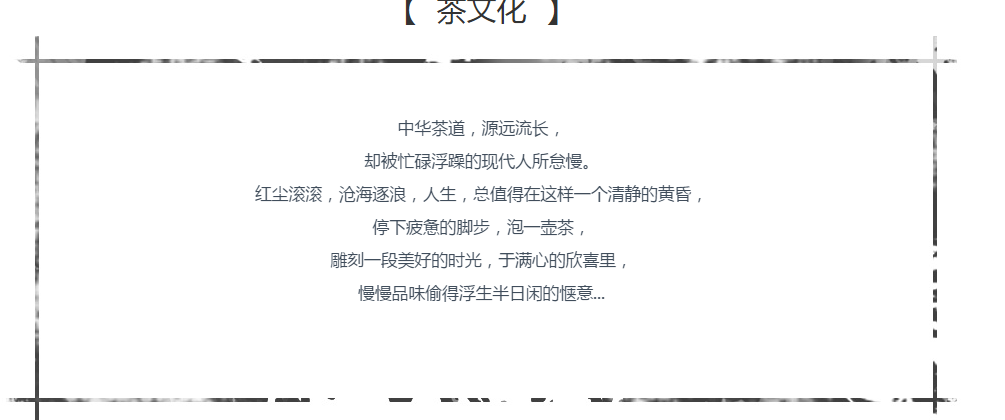 【 茶文化 】
中华茶道，源远流长，
却被忙碌浮躁的现代人所怠慢。
红尘滚滚，沧海逐浪，人生，总值得在这样一个清静的黄昏，
停下疲惫的脚步，泡一壶茶，
雕刻一段美好的时光，于满心的欣喜里，
慢慢品味偷得浮生半日闲的惬意...